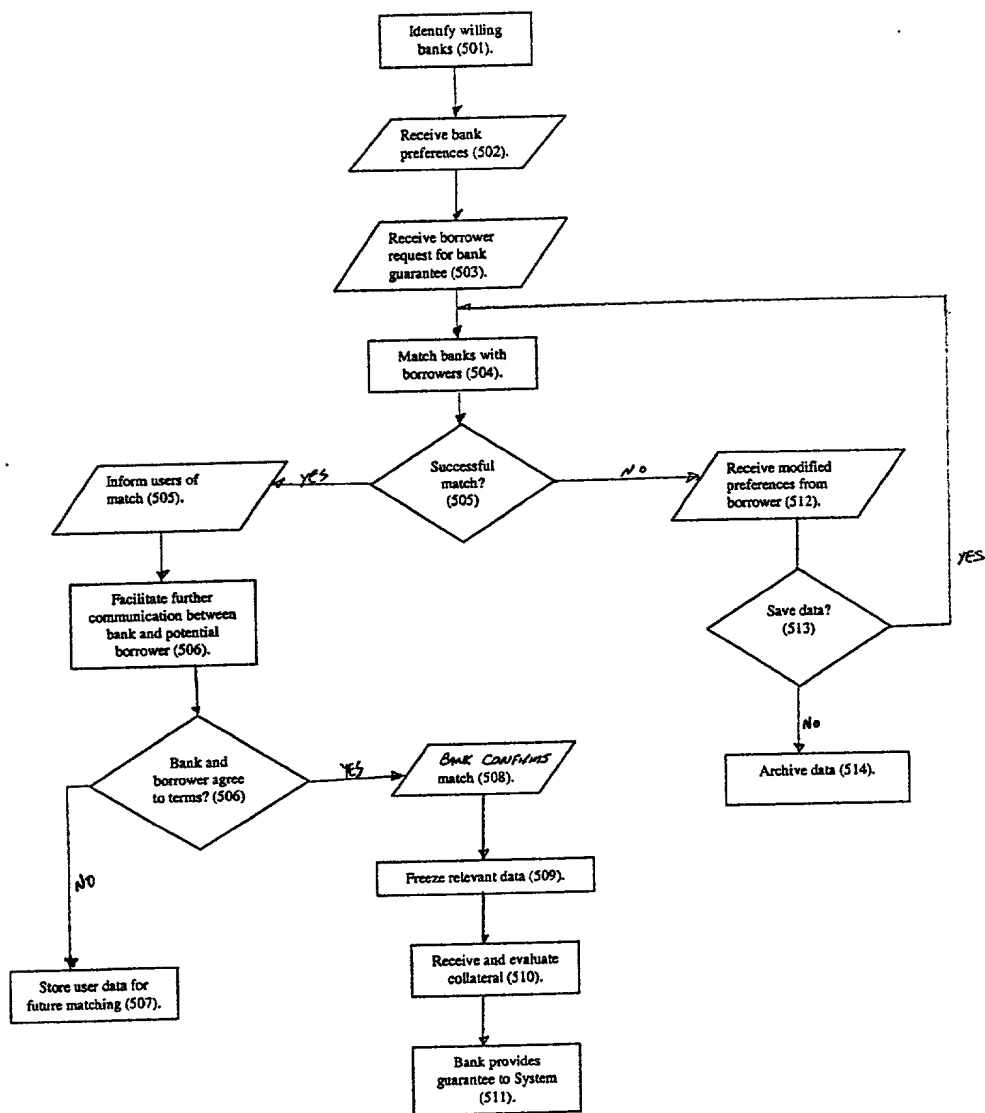 Identify willing
banks (501).
Receive bank
preferences (502).
Receive borrower
request for bank
guarantee (503).
Match banks with
borrowers (504).
Successful
match?
(505)
YES
NO
Inform users of
match (505).
Receive modified
preferences from
borrower (512).
YES
Facilitate further
communication between
bank and potential
borrower (506).
Save data?
(513)
NO
Archive data (514).
Bank and
borrower agree
to terms? (506)
YES
BANK CONFIRMS
match (508).
NO
Freeze relevant data (509).
Receive and evaluate
collateral (510).
Store user data for
future matching (507).
Bank provides
guarantee to System
(511).